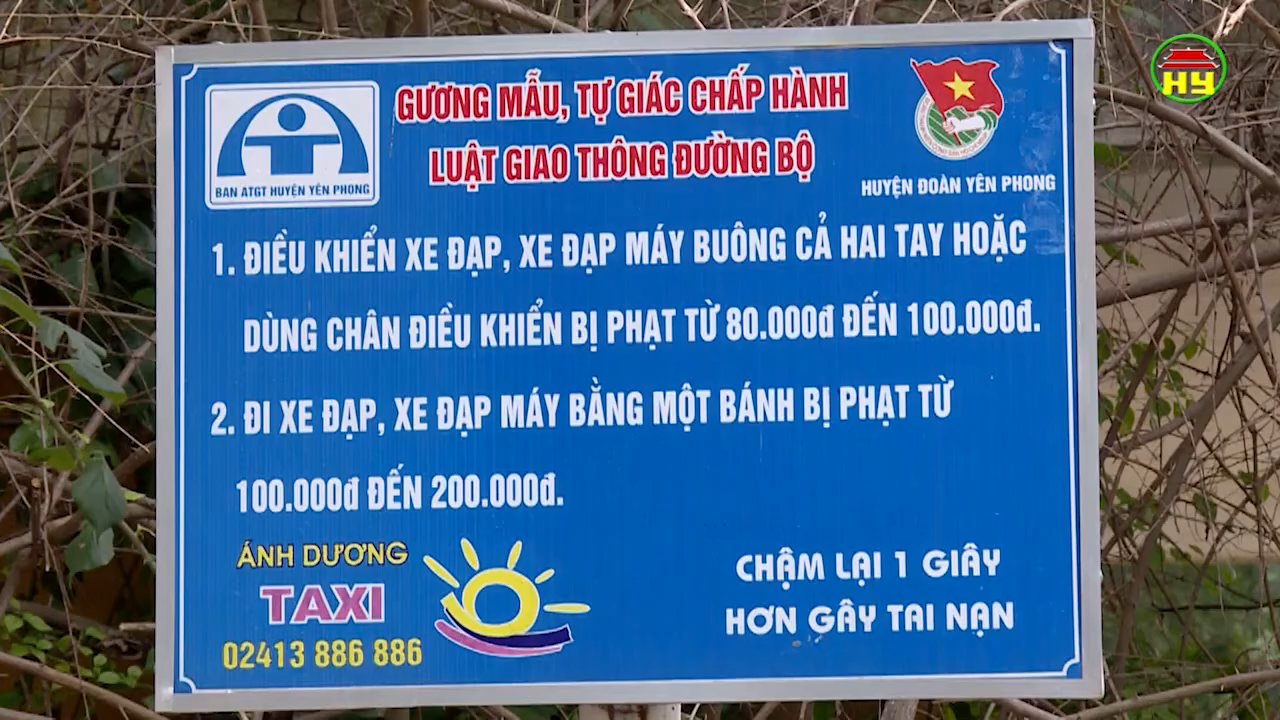 HY
GƯƠNG MẪU, TỰ GIÁC CHẤP HÀNH
LUẬT GIAO THÔNG ĐƯỜNG BỘ
BAN ATGT HUYỆN YÊN PHONG
HUYỆN ĐOÀN YÊN PHONG
1. ĐIỀU KHIỂN XE ĐẠP, XE ĐẠP MÁY BUÔNG CẢ HAI TAY HOẶC
DÙNG CHÂN ĐIỀU KHIỂN BỊ PHẠT TỪ 80.000đ ĐẾN 100.000đ.
2. ĐI XE ĐẠP, XE ĐẠP MÁY BẰNG MỘT BÁNH BỊ PHẠT TỪ
100.000đ ĐẾN 200.000đ.
ÁNH DƯƠNG
TAXI
02413 886 886
CHẬM LẠI 1 GIÂY
HƠN GÂY TAI NẠN